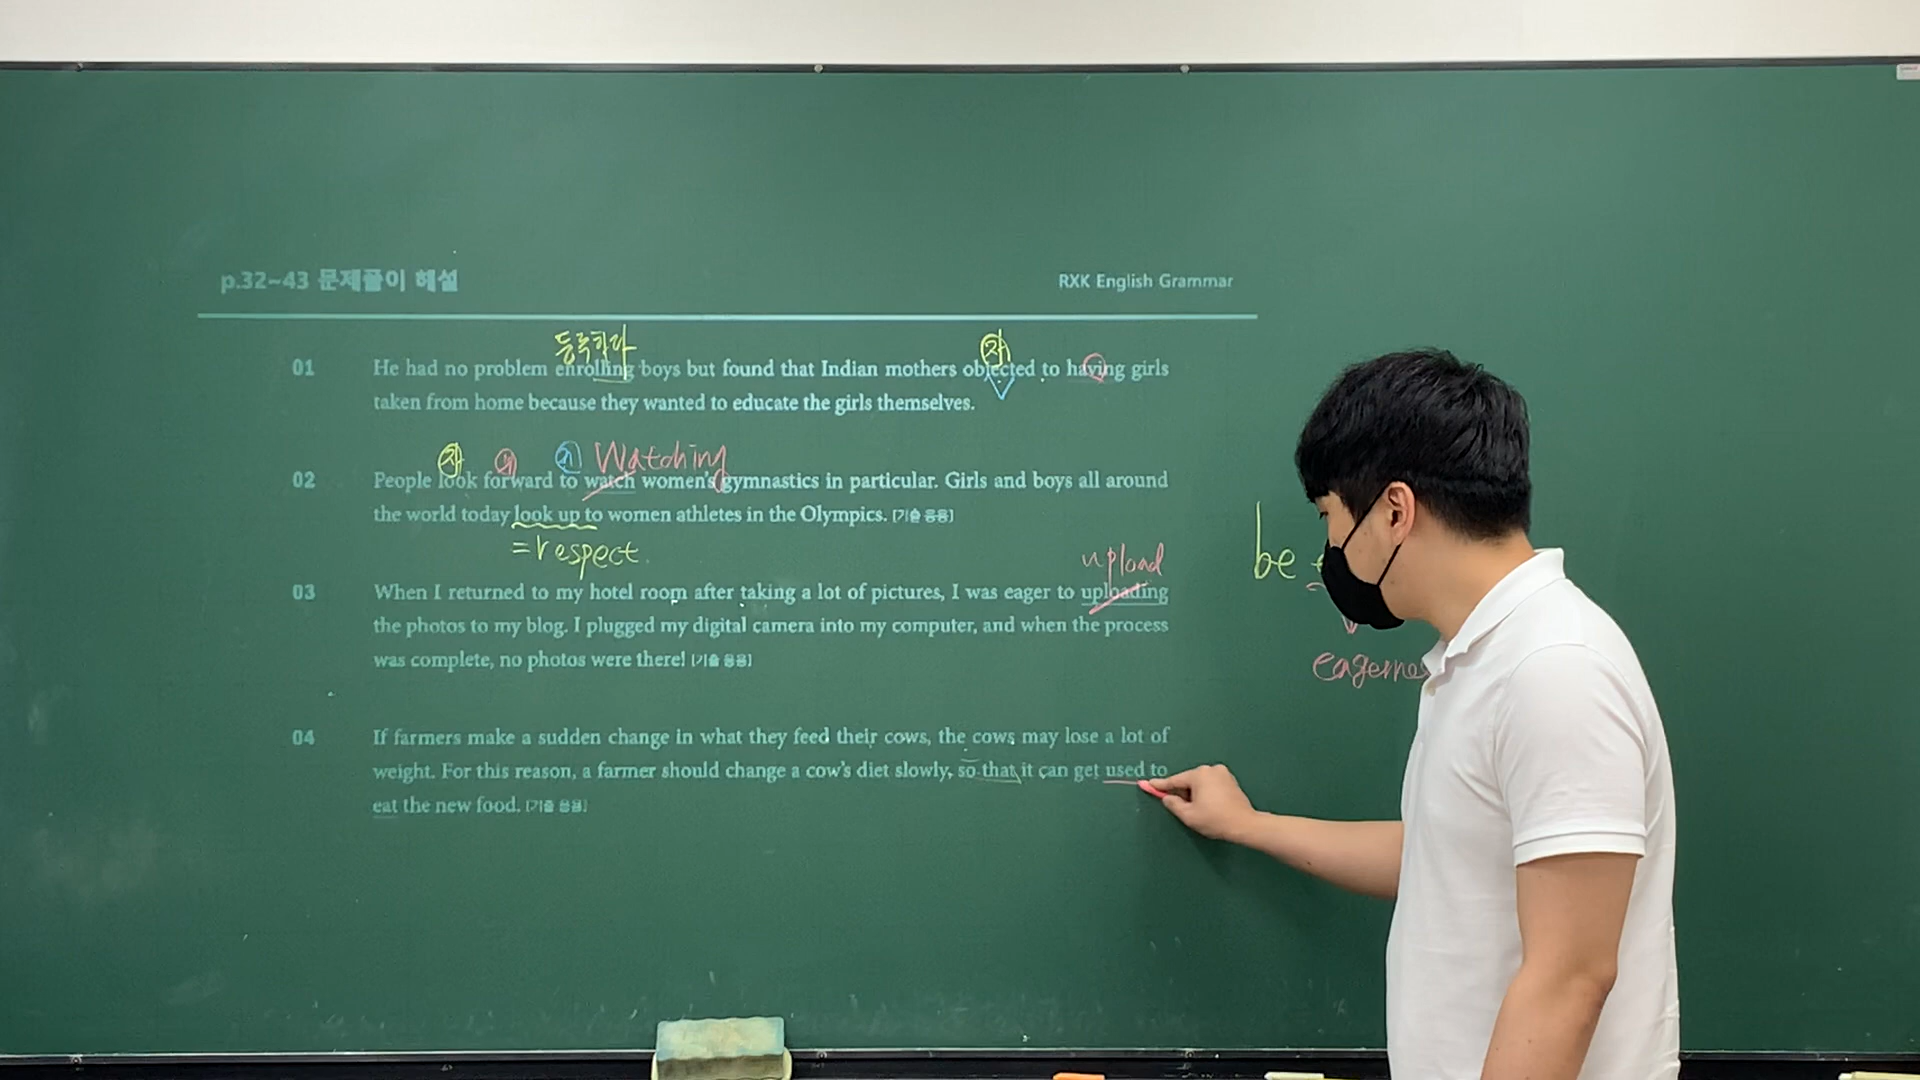 p.32~43 문제풀이 해설
RXK English Grammar
등록하다
자
01 He had no problem enrolling boys but found that Indian mothers objected to having girls
taken from home because they wanted to educate the girls themselves.
자
Watching
02 People look forward to watch women's gymnastics in particular. Girls and boys all around
the world today look up to women athletes in the Olympics. [기출 응용]
=respect
upload
be
03 When I returned to my hotel room after taking a lot of pictures, I was eager to uploading
the photos to my blog. I plugged my digital camera into my computer, and when the process
was complete, no photos were there! [기출 응용]
04 If farmers make a sudden change in what they feed their cows, the cows may lose a lot of
weight. For this reason, a farmer should change a cow's diet slowly, so that it can get used to
eat the new food. [기출 응용]